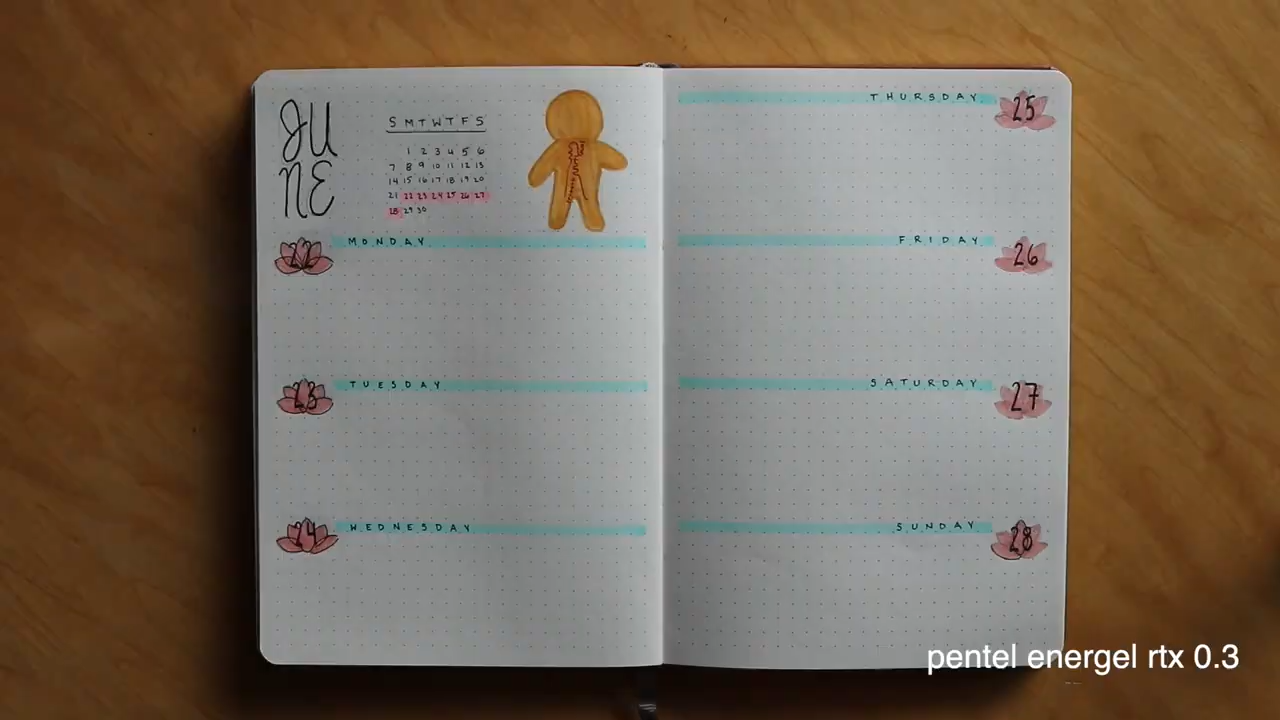 JU
NE
S M T W T F S
1 2 3 4 5 6
7 8 9 10 11 12 13
14 15 16 17 18 19 20
21 22 23 24 25 26 27
28 29 30
22 MONDAY
23 TUESDAY
24 WEDNESDAY
THURSDAY 25
FRIDAY 26
SATURDAY 27
SUNDAY 28
pentel energel rtx 0.3